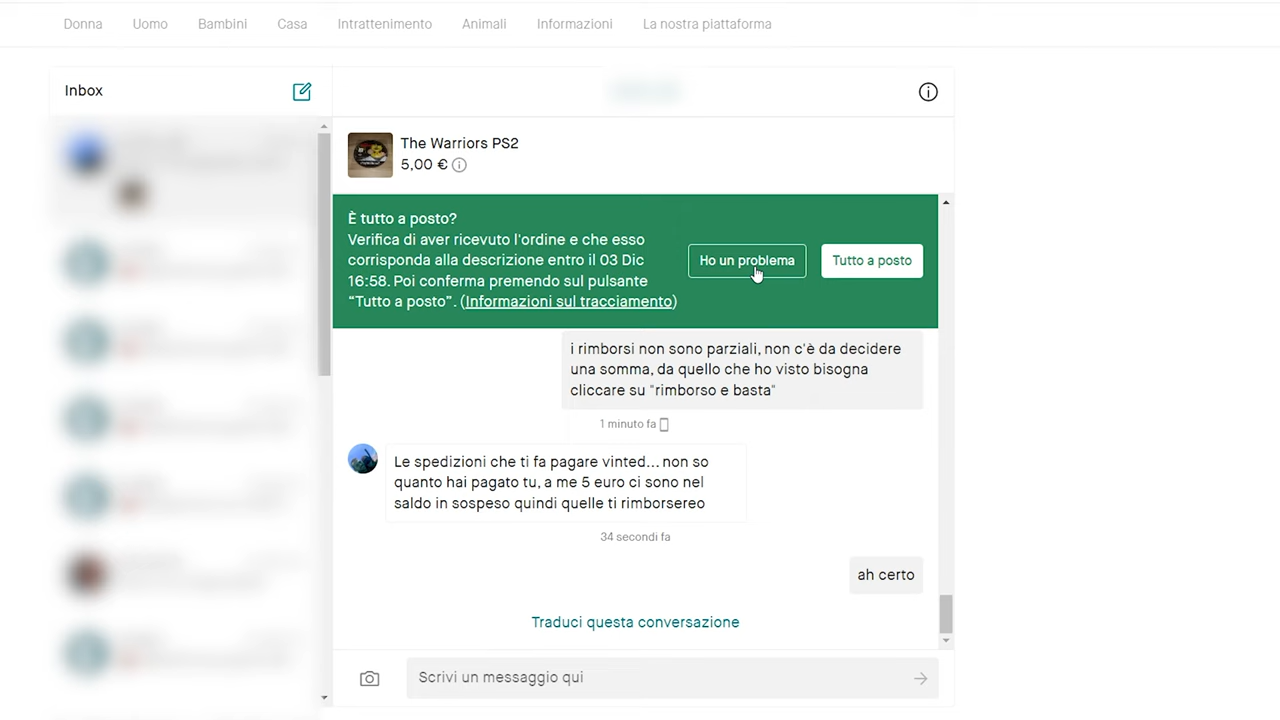 Donna Uomo Bambini Casa Intrattenimento Animali Informazioni La nostra piattaforma
Inbox
The Warriors PS2
5,00 €
È tutto a posto?
Verifica di aver ricevuto l'ordine e che esso
corrisponda alla descrizione entro il 03 Dic
16:58. Poi conferma premendo sul pulsante
"Tutto a posto". (Informazioni sul tracciamento)
Ho un problema
Tutto a posto
i rimborsi non sono parziali, non c'è da decidere
una somma, da quello che ho visto bisogna
cliccare su "rimborso e basta"
1 minuto fa
Le spedizioni che ti fa pagare vinted... non so
quanto hai pagato tu, a me 5 euro ci sono nel
saldo in sospeso quindi quelle ti rimborsereo
34 secondi fa
ah certo
Traduci questa conversazione
Scrivi un messaggio qui